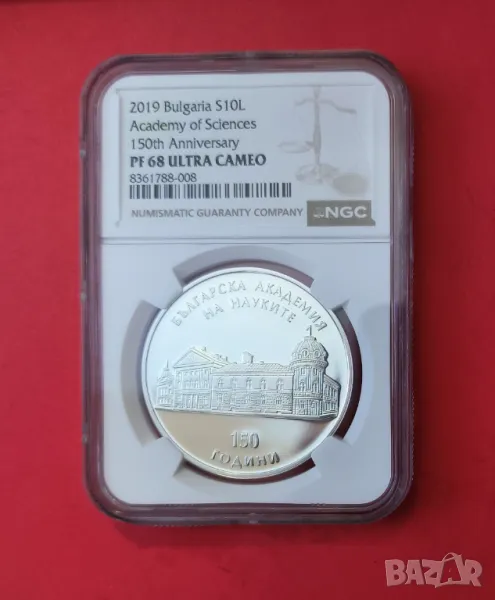 2019 Bulgaria S10L
Academy of Sciences
150th Anniversary
PF 68 ULTRA CAMEO
8361788-008
NUMISMATIC GUARANTY COMPANY NGC
БЪЛГАРСКА АКАДЕМИЯ
НА НАУКИТЕ
150
ГОДИНИ
BAZAR